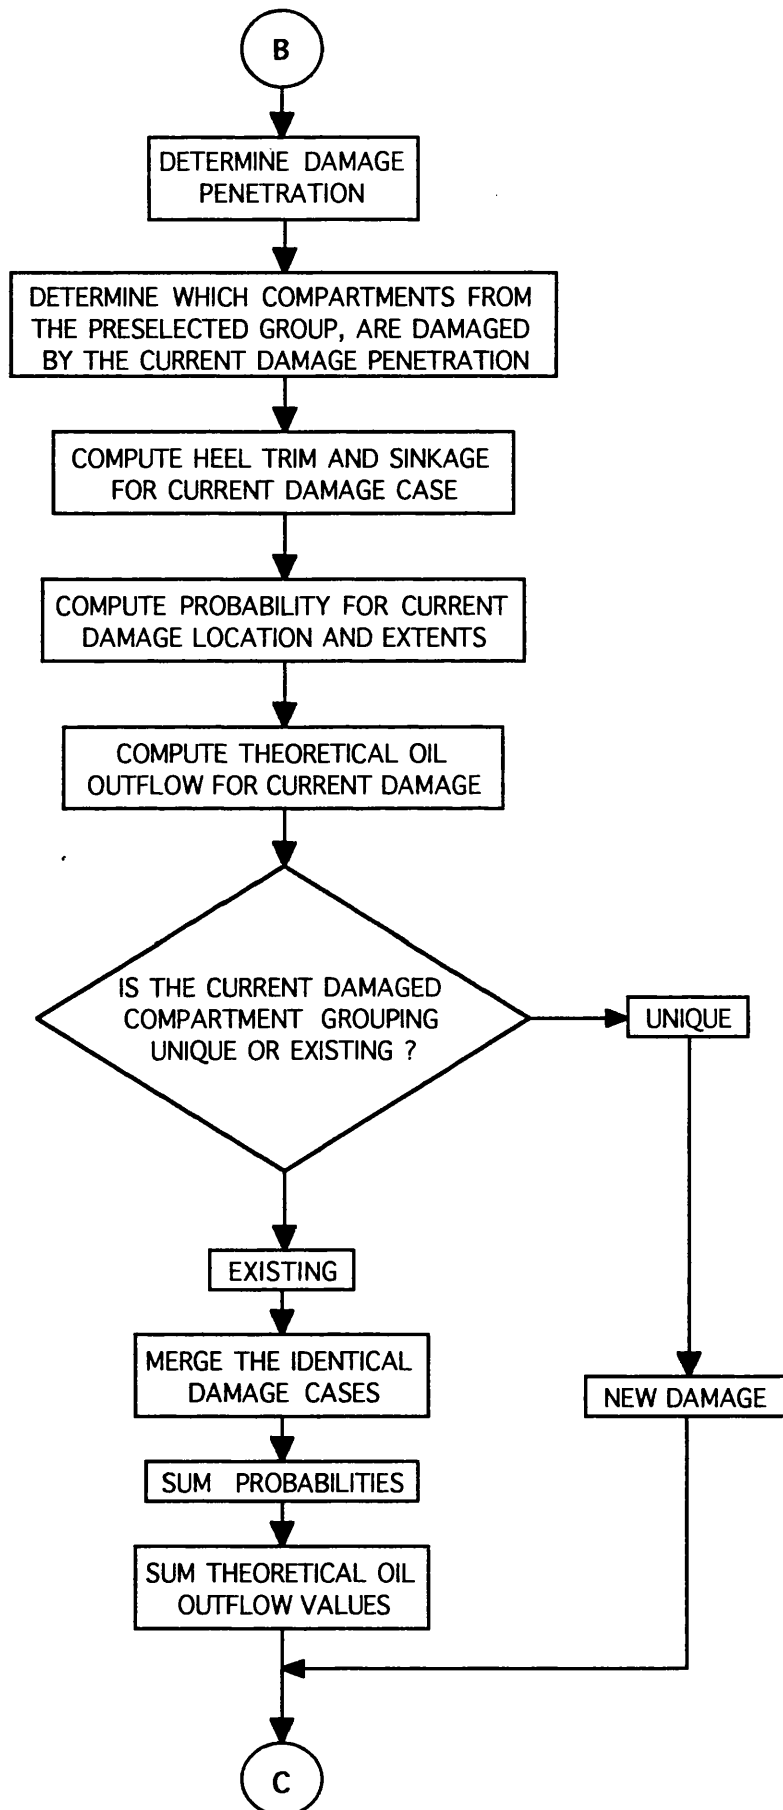 B
DETERMINE DAMAGE
PENETRATION
DETERMINE WHICH COMPARTMENTS FROM
THE PRESELECTED GROUP, ARE DAMAGED
BY THE CURRENT DAMAGE PENETRATION
COMPUTE HEEL TRIM AND SINKAGE
FOR CURRENT DAMAGE CASE
COMPUTE PROBABILITY FOR CURRENT
DAMAGE LOCATION AND EXTENTS
COMPUTE THEORETICAL OIL
OUTFLOW FOR CURRENT DAMAGE
IS THE CURRENT DAMAGED
COMPARTMENT GROUPING
UNIQUE OR EXISTING ?
UNIQUE
EXISTING
MERGE THE IDENTICAL
DAMAGE CASES
NEW DAMAGE
SUM PROBABILITIES
SUM THEORETICAL OIL
OUTFLOW VALUES
C